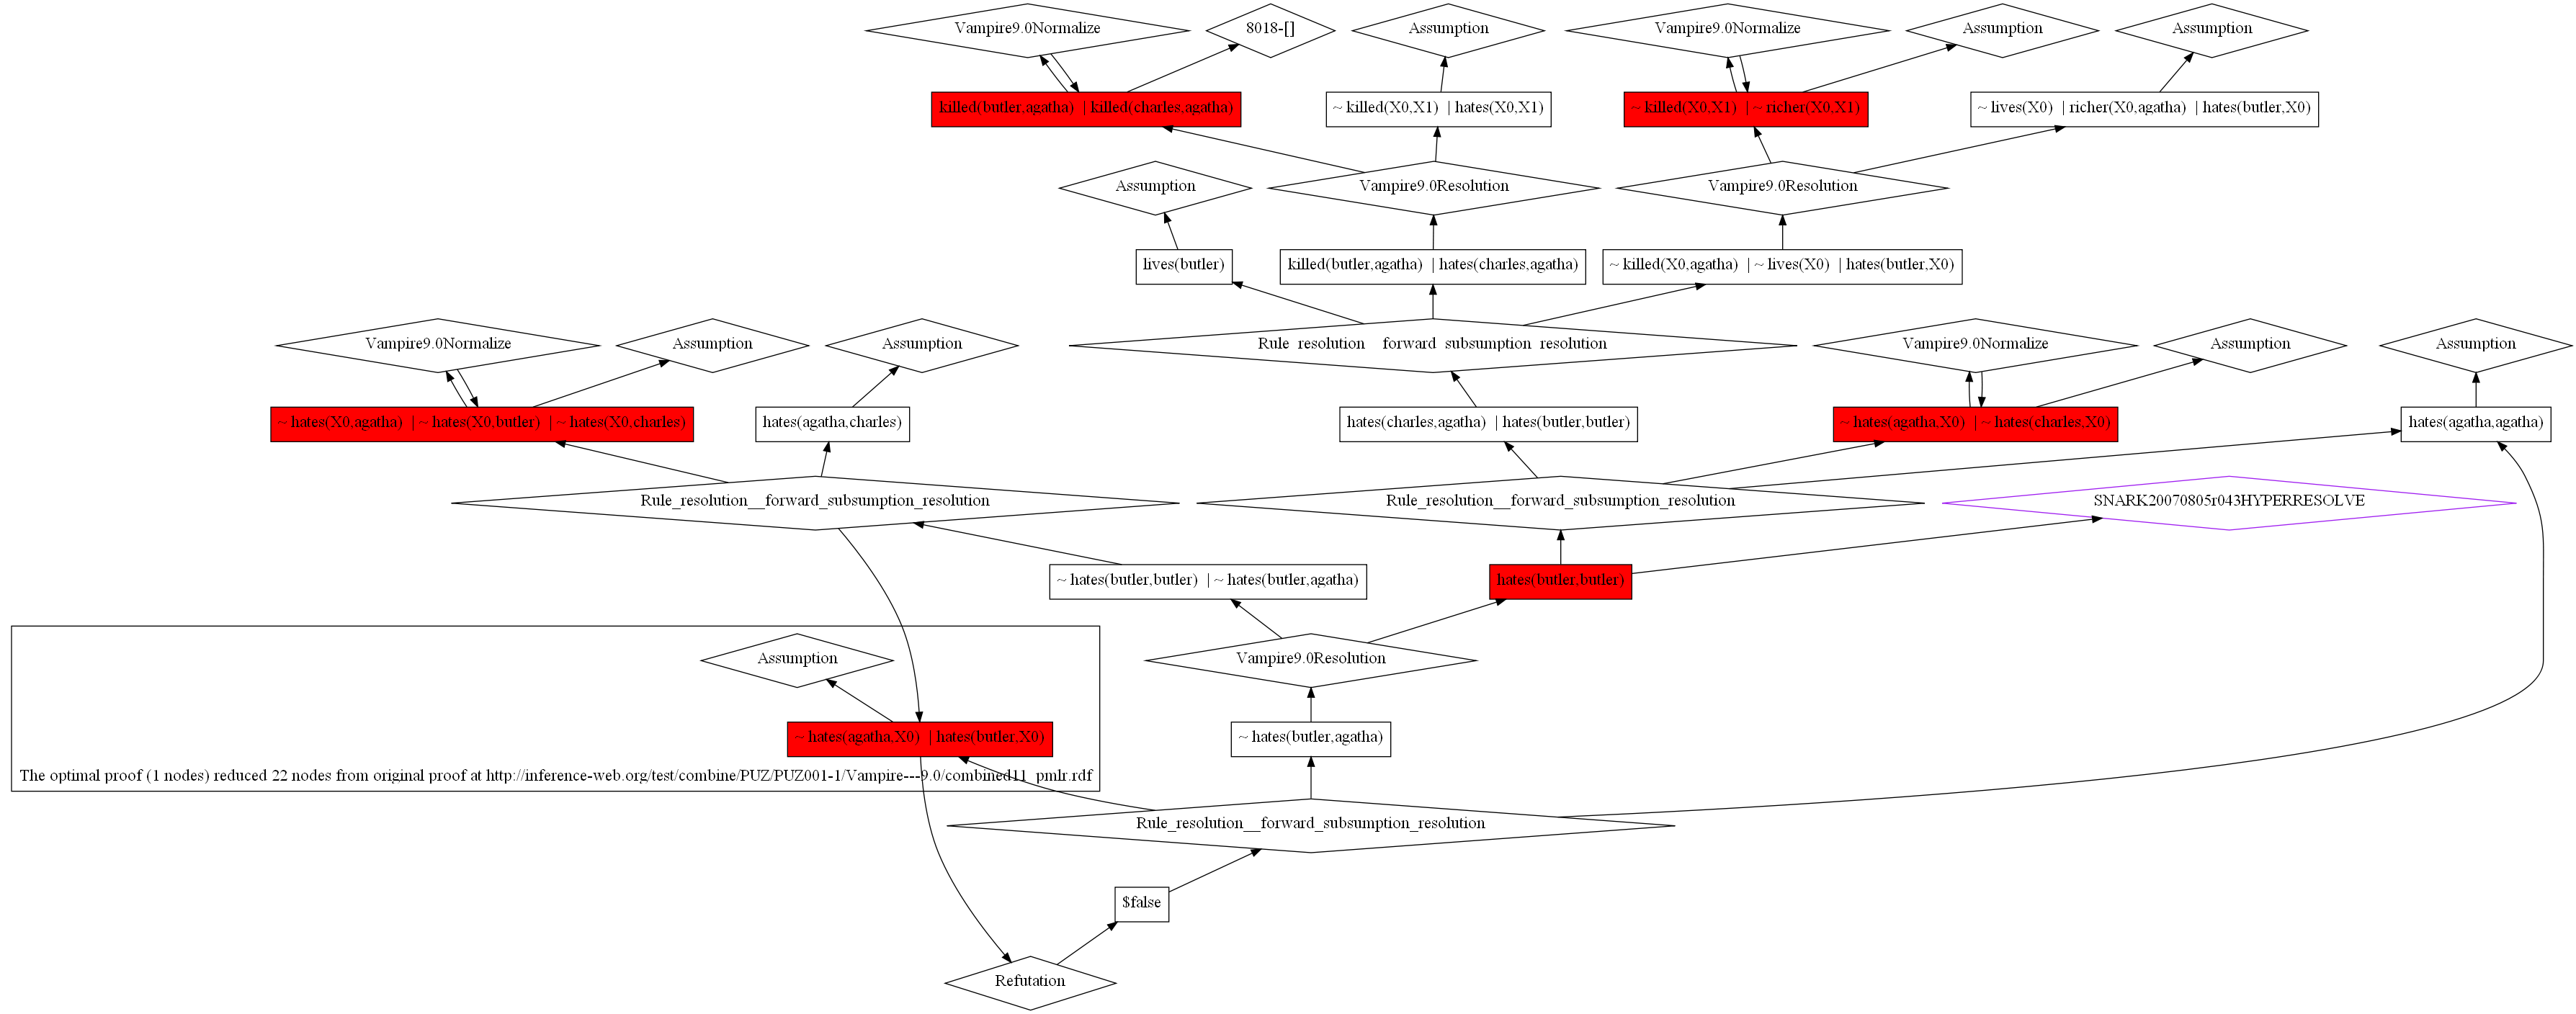 Vampire9.0Normalize
8018-[]
Assumption
Vampire9.0Normalize
Assumption
Assumption
killed(butler,agatha) | killed(charles,agatha)
~ killed(X0,X1) | hates(X0,X1)
~ killed(X0,X1) | ~ richer(X0,X1)
~ lives(X0) | richer(X0,agatha) | hates(butler,X0)
Assumption
Vampire9.0Resolution
Vampire9.0Resolution
lives(butler)
killed(butler,agatha) | hates(charles,agatha)
~ killed(X0,agatha) | ~ lives(X0) | hates(butler,X0)
Vampire9.0Normalize
Assumption
Assumption
Rule_resolution__forward_subsumption_resolution
Vampire9.0Normalize
Assumption
Assumption
~ hates(X0,agatha) | ~ hates(X0,butler) | ~ hates(X0,charles)
hates(agatha,charles)
hates(charles,agatha) | hates(butler,butler)
~ hates(agatha,X0) | ~ hates(charles,X0)
hates(agatha,agatha)
Rule_resolution__forward_subsumption_resolution
Rule_resolution__forward_subsumption_resolution
SNARK20070805r043HYPERRESOLVE
~ hates(butler,butler) | ~ hates(butler,agatha)
hates(butler,butler)
Assumption
Vampire9.0Resolution
~ hates(agatha,X0) | hates(butler,X0)
~ hates(butler,agatha)
The optimal proof (1 nodes) reduced 22 nodes from original proof at http://inference-web.org/test/combine/PUZ/PUZ001-1/Vampire---9.0/combined11_pmlr.rdf
Rule_resolution__forward_subsumption_resolution
$false
Refutation